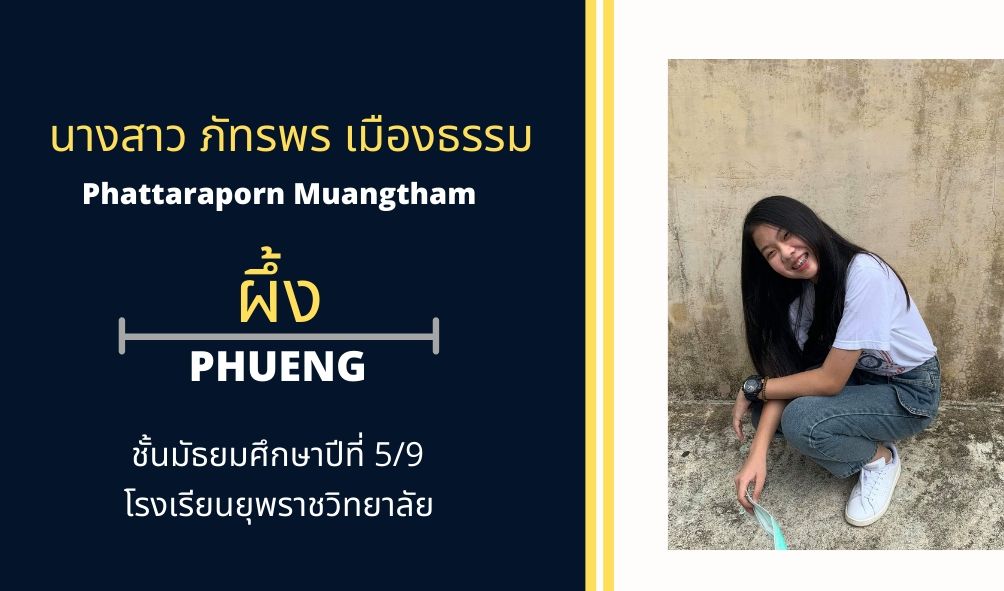 นางสาว ภัทรพร เมืองธรรม
Phattaraporn Muangtham
ผึ้ง
PHUENG
ชั้นมัธยมศึกษาปีที่ 5/9
โรงเรียนยุพราชวิทยาลัย